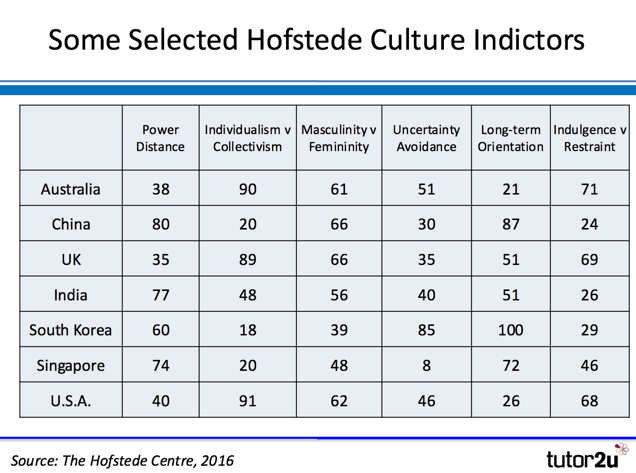 Some Selected Hofstede Culture Indictors
Power Distance Individualism v Collectivism Masculinity v Femininity Uncertainty Avoidance Long-term Orientation Indulgence v Restraint
Australia 38 90 61 51 21 71
China 80 20 66 30 87 24
UK 35 89 66 35 51 69
India 77 48 56 40 51 26
South Korea 60 18 39 85 100 29
Singapore 74 20 48 8 72 46
U.S.A. 40 91 62 46 26 68
Source: The Hofstede Centre, 2016
tutor2u